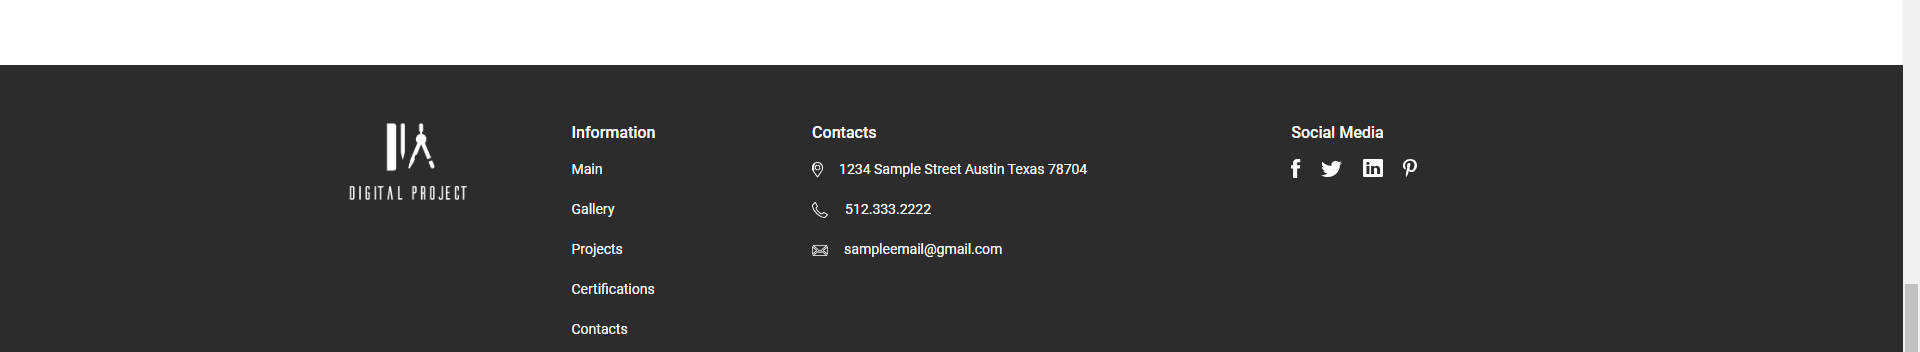 DIGITAL PROJECT
Information
Main
Gallery
Projects
Certifications
Contacts
Contacts
1234 Sample Street Austin Texas 78704
512.333.2222
sampleemail@gmail.com
Social Media